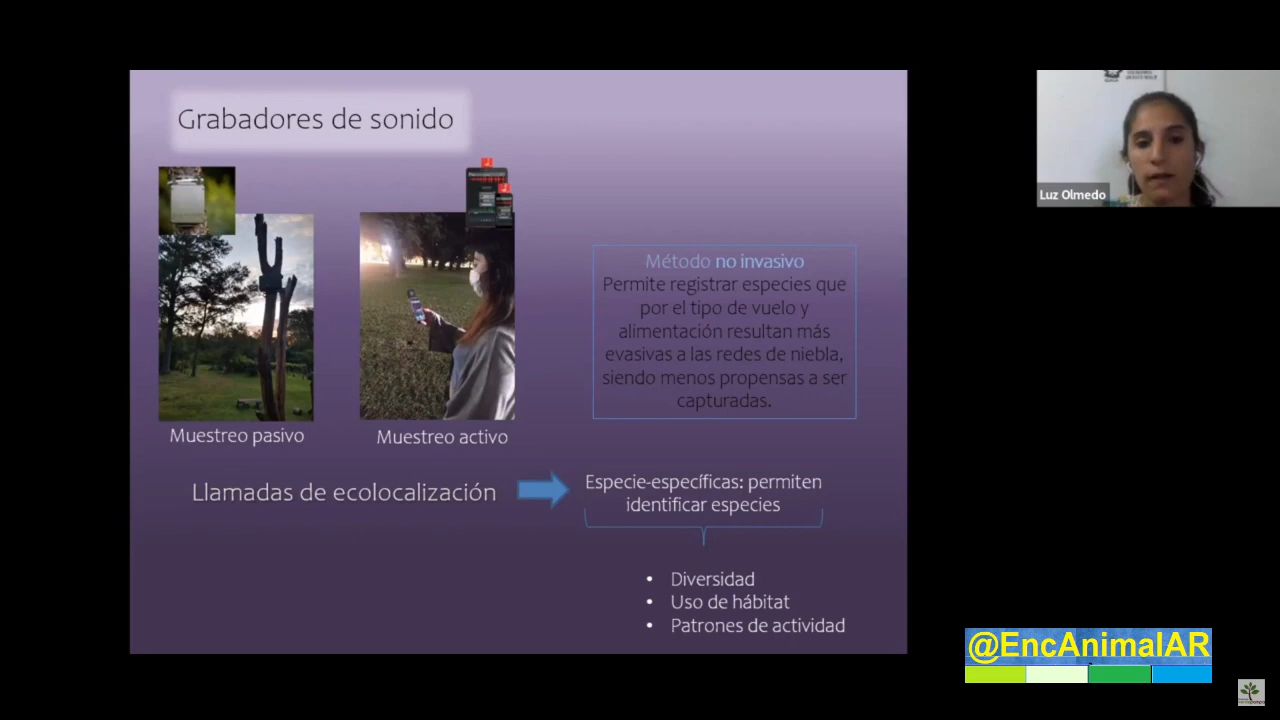 Grabadores de sonido
Muestreo pasivo
Muestreo activo
Método no invasivo
Permite registrar especies que
por el tipo de vuelo y
alimentación resultan más
evasivas a las redes de niebla,
siendo menos propensas a ser
capturadas.
Llamadas de ecolocalización
Especie-específicas: permiten
identificar especies
• Diversidad
• Uso de hábitat
• Patrones de actividad
Luz Olmedo
@EncAnimalAR